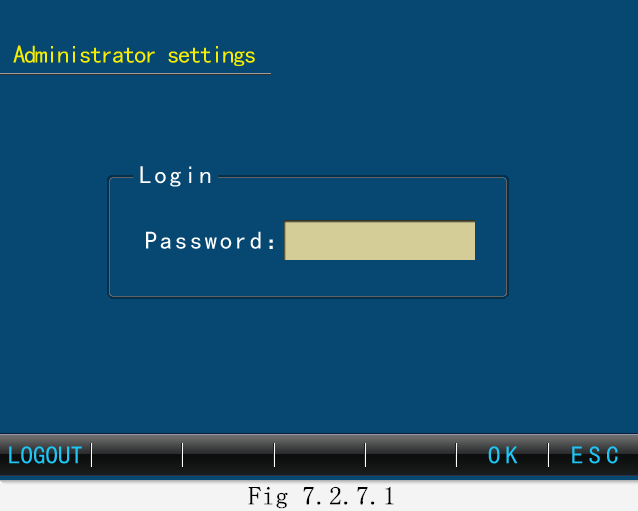 Administrator settings
Login
Password:
LOGOUT OK ESC
Fig 7.2.7.1